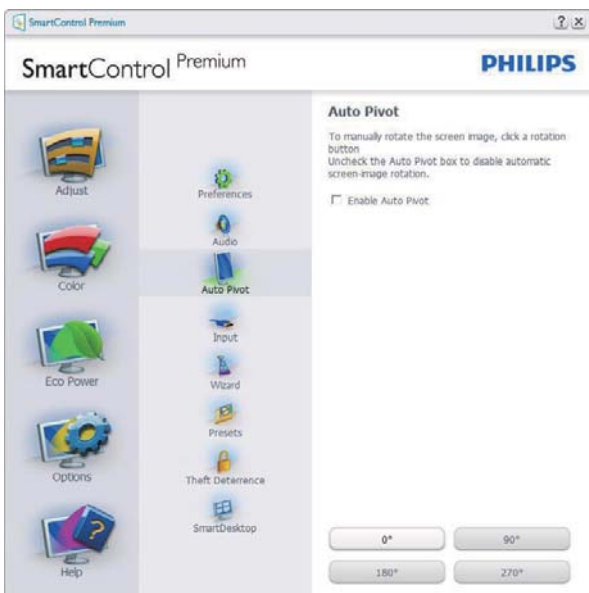 SmartControl Premium
SmartControl Premium
PHILIPS
Adjust
Color
Eco Power
Options
Help
Preferences
Audio
Auto Pivot
Input
Wizard
Presets
Theft Deterrence
SmartDesktop
Auto Pivot
To manually rotate the screen image, click a rotation
button
Uncheck the Auto Pivot box to disable automatic
screen-image rotation.
Enable Auto Pivot
0°
90°
180°
270°